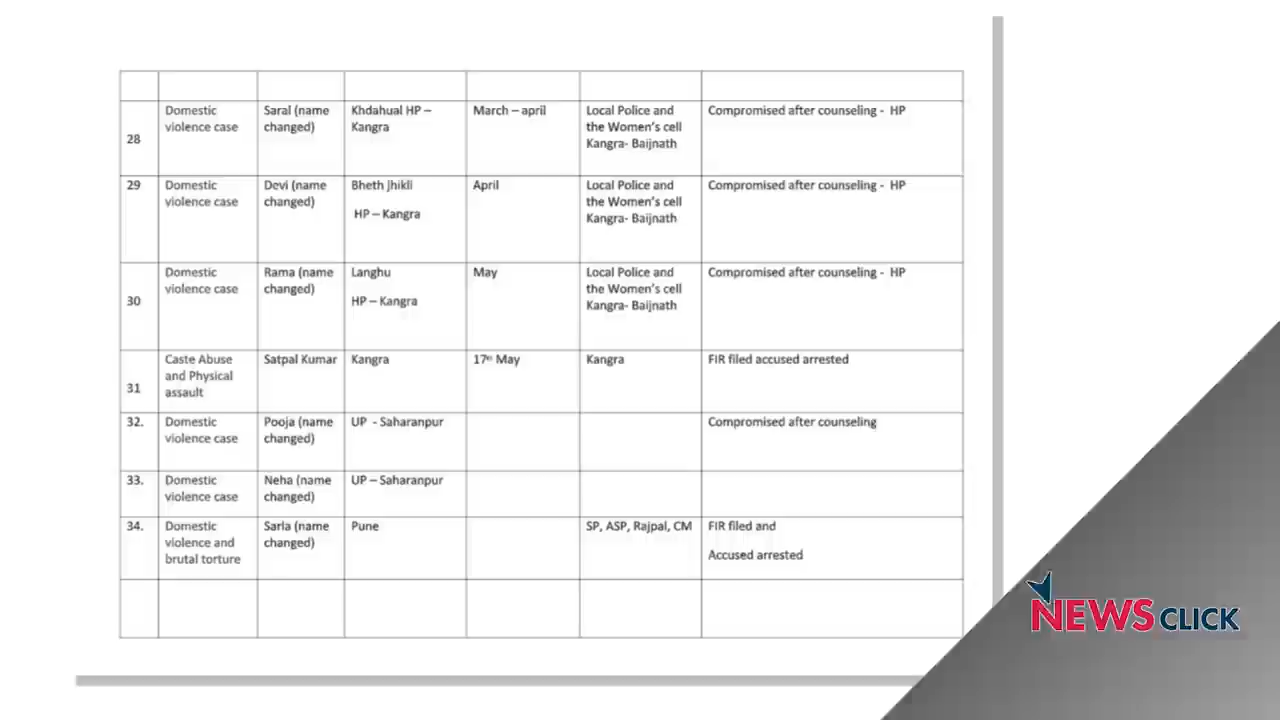 28
Domestic
violence case
Saral (name
changed)
Khdahual HP –
Kangra
March – april
Local Police and
the Women's cell
Kangra- Baijnath
Compromised after counseling - HP
29
Domestic
violence case
Devi (name
changed)
Bheth Jhikli
HP – Kangra
April
Local Police and
the Women's cell
Kangra- Baijnath
Compromised after counseling - HP
30
Domestic
violence case
Rama (name
changed)
Langhu
HP – Kangra
May
Local Police and
the Women's cell
Kangra- Baijnath
Compromised after counseling - HP
31
Caste Abuse
and Physical
assault
Satpal Kumar
Kangra
17th May
Kangra
FIR filed accused arrested
32.
Domestic
violence case
Pooja (name
changed)
UP - Saharanpur
Compromised after counseling
33.
Domestic
violence case
Neha (name
changed)
UP – Saharanpur
34.
Domestic
violence and
brutal torture
Sarla (name
changed)
Pune
SP, ASP, Rajpal, CM
FIR filed and
Accused arrested
NEWSCLICK